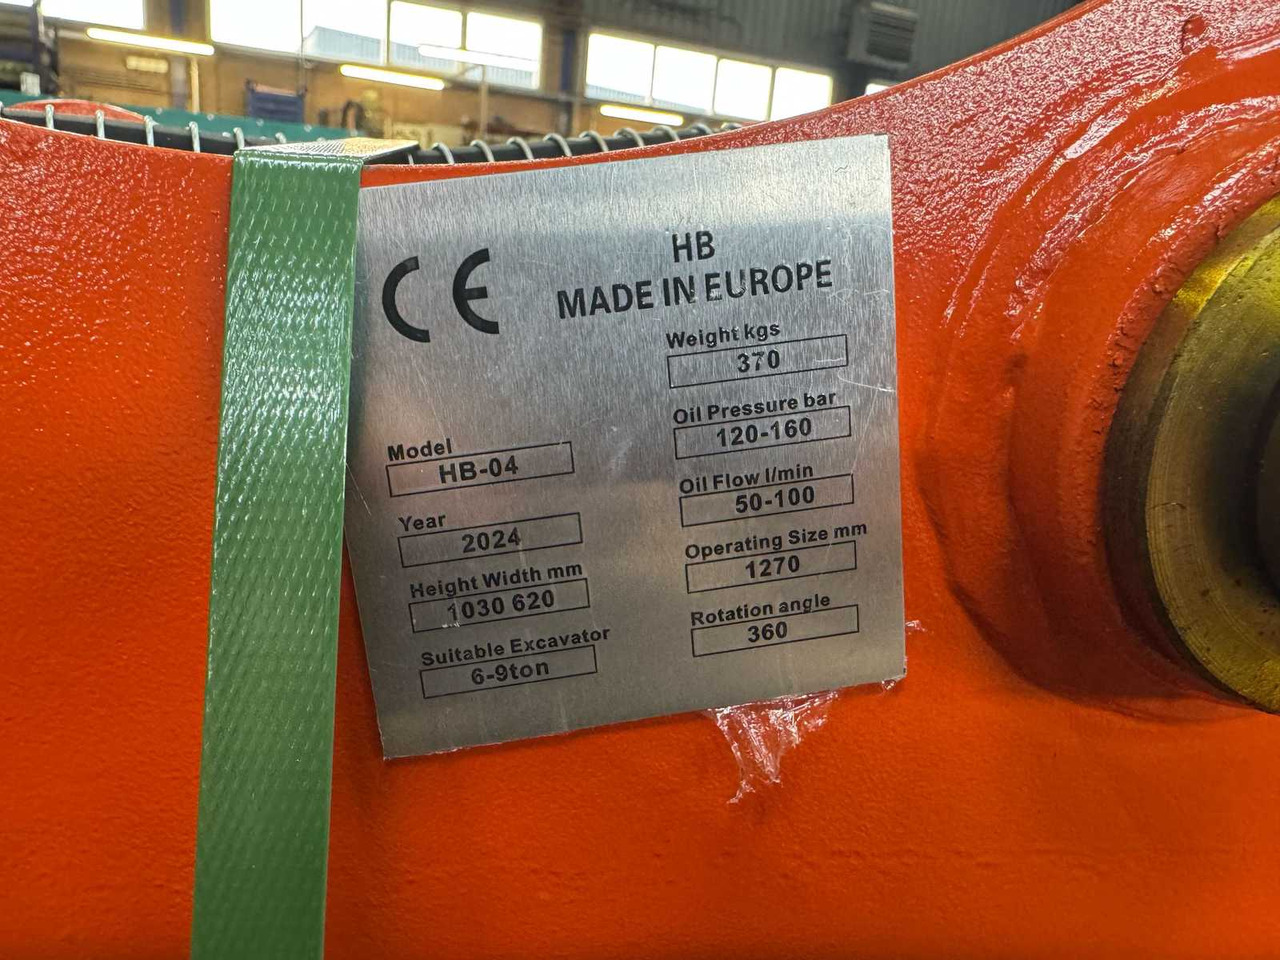 CE
HB
MADE IN EUROPE
Weight kgs
370
Oil Pressure bar
120-160
Oil Flow l/min
50-100
Operating Size mm
1270
Rotation angle
360
Model
HB-04
Year
2024
Height Width mm
1030 620
Suitable Excavator
6-9ton